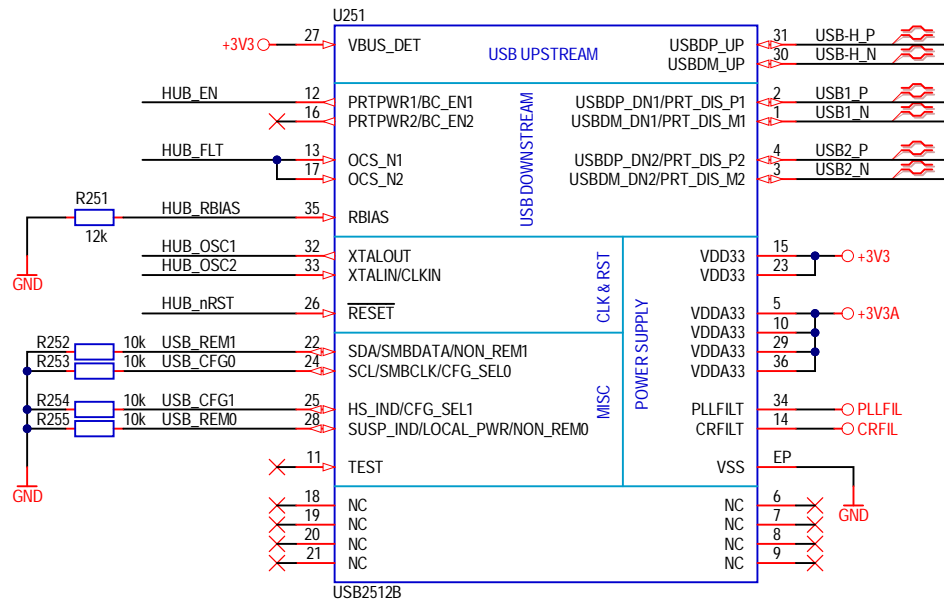 U251
+3V3 27 VBUS_DET USB UPSTREAM USBDP_UP 31 USB-H_P
USBDM_UP 30 USB-H_N
HUB_EN 12 PRTPWR1/BC_EN1 USBDP_DN1/PRT_DIS_P1 2 USB1_P
16 PRTPWR2/BC_EN2 USBDM_DN1/PRT_DIS_M1 1 USB1_N
HUB_FLT 13 OCS_N1 USBDP_DN2/PRT_DIS_P2 4 USB2_P
17 OCS_N2 USBDM_DN2/PRT_DIS_M2 3 USB2_N
USB DOWNSTREAM
R251 HUB_RBIAS 35 RBIAS
12k
GND
HUB_OSC1 32 XTALOUT VDD33 15 +3V3
HUB_OSC2 33 XTALIN/CLKIN VDD33 23
CLK & RST
HUB_nRST 26 RESET VDDA33 5 +3V3A
VDDA33 10
R252 10k USB_REM1 22 SDA/SMBDATA/NON_REM1 VDDA33 29
R253 10k USB_CFG0 24 SCL/SMBCLK/CFG_SEL0 VDDA33 36
MISC
POWER SUPPLY
R254 10k USB_CFG1 25 HS_IND/CFG_SEL1 PLLFILT 34 PLLFIL
R255 10k USB_REM0 28 SUSP_IND/LOCAL_PWR/NON_REM0 CRFILT 14 CRFIL
11 TEST VSS EP
GND
GND
18 NC NC 6
19 NC NC 7
20 NC NC 8
21 NC NC 9
USB2512B